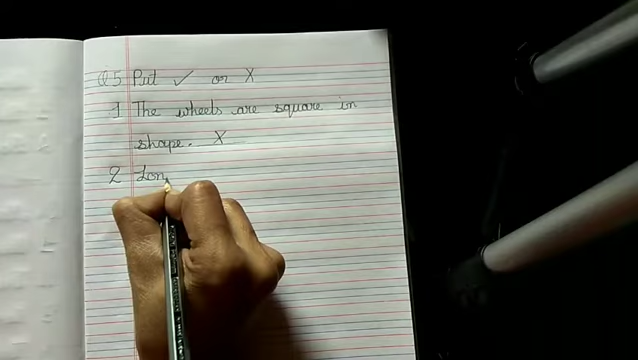 Q5 Put ✓ or X
1 The wheels are square in
shape. X
2 Lon